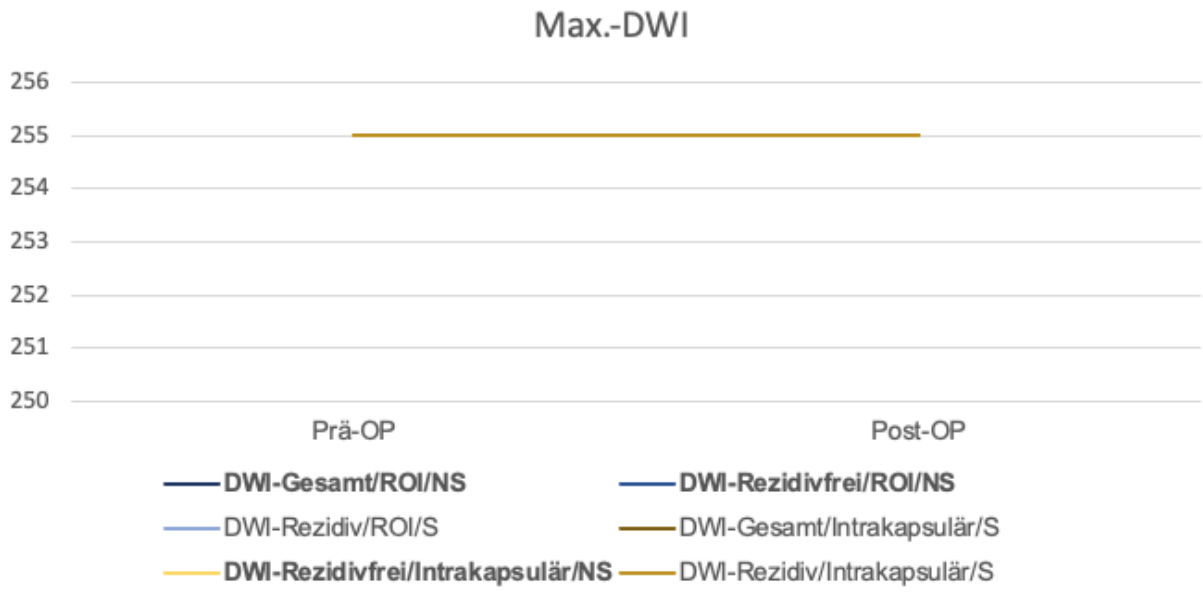 Max.-DWI
256
255
254
253
252
251
250
Prä-OP Post-OP
DWI-Gesamt/ROI/NS DWI-Rezidivfrei/ROI/NS
DWI-Rezidiv/ROI/S DWI-Gesamt/Intrakapsulär/S
DWI-Rezidivfrei/Intrakapsulär/NS DWI-Rezidiv/Intrakapsulär/S